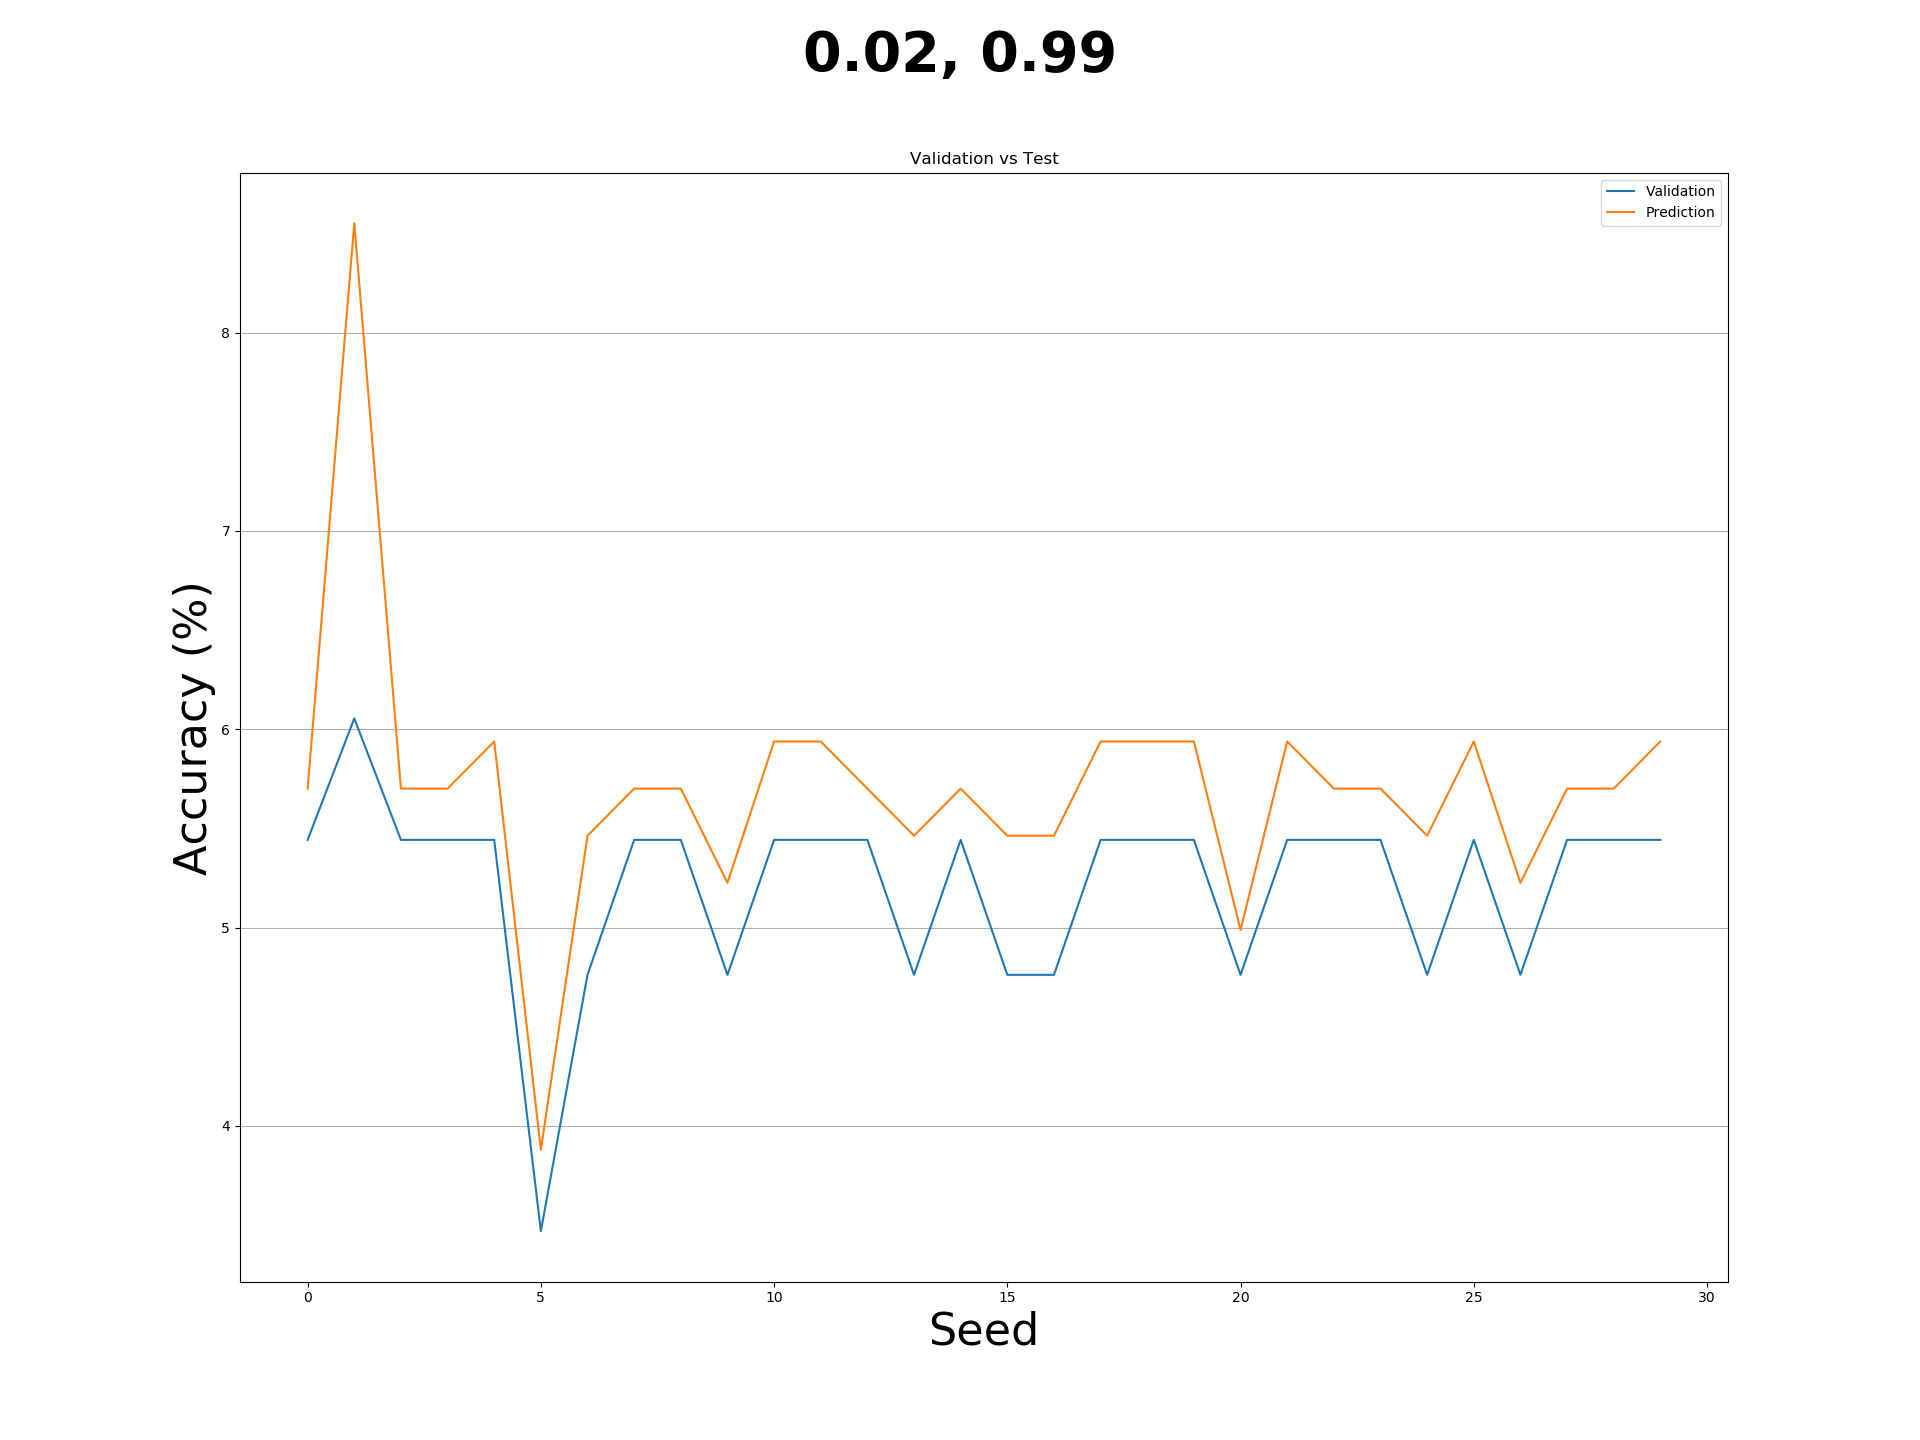 0.02, 0.99
Validation vs Test
Validation
Prediction
8
7
6
5
4
Accuracy (%)
0 5 10 15 20 25 30
Seed